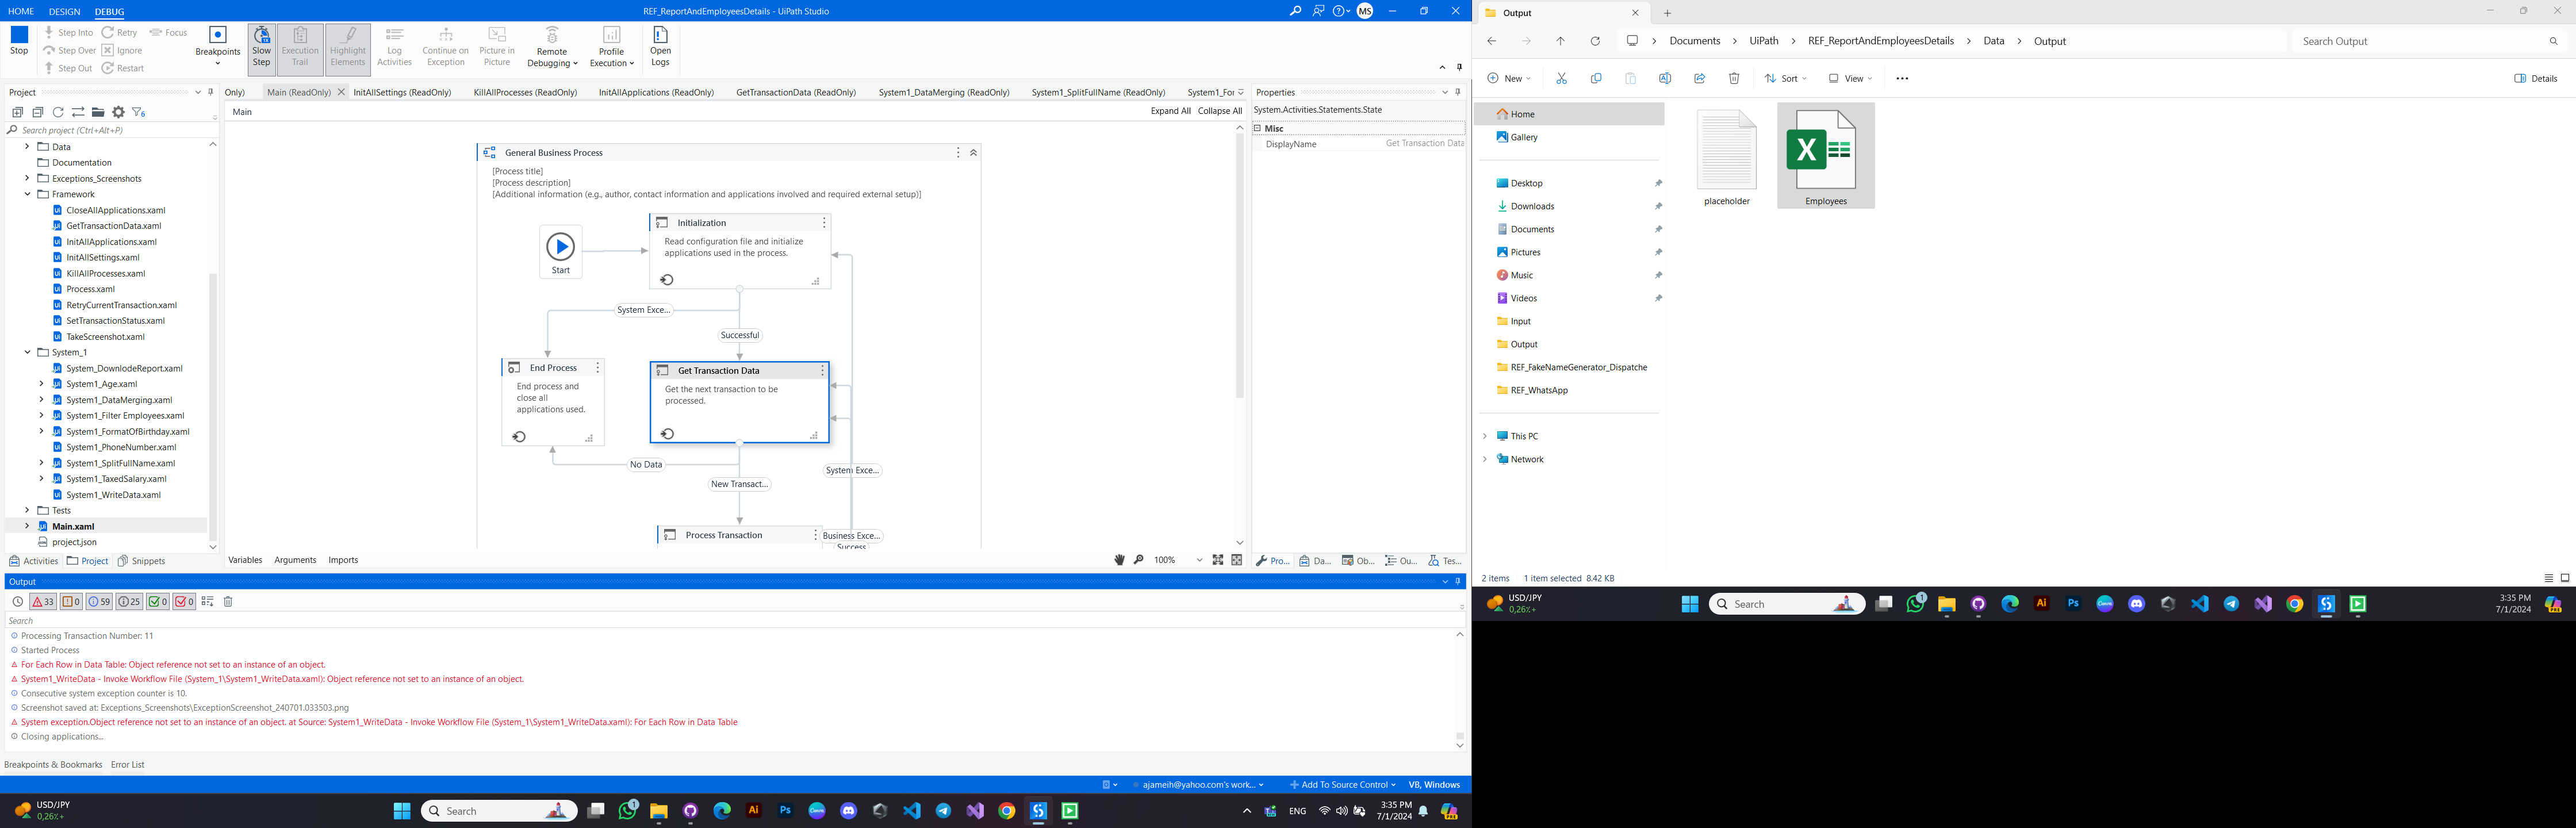 HOME DESIGN DEBUG
REF_ReportAndEmployeesDetails - UiPath Studio
MS
Stop
Step Into
Step Over
Step Out
Retry
Ignore
Restart
Focus
Breakpoints
Slow Step
Execution Trail
Highlight Elements
Log Activities
Continue on Exception
Picture in Picture
Remote Debugging
Profile Execution
Open Logs
Project
Search project (Ctrl+Alt+P)
Data
Documentation
Exceptions_Screenshots
Framework
CloseAllApplications.xaml
GetTransactionData.xaml
InitAllApplications.xaml
InitAllSettings.xaml
KillAllProcesses.xaml
Process.xaml
RetryCurrentTransaction.xaml
SetTransactionStatus.xaml
TakeScreenshot.xaml
System_1
System_DownlodeReport.xaml
System1_Age.xaml
System1_DataMerging.xaml
System1_Filter Employees.xaml
System1_FormatOfBirthday.xaml
System1_PhoneNumber.xaml
System1_SplitFullName.xaml
System1_TaxedSalary.xaml
System1_WriteData.xaml
Tests
Main.xaml
project.json
Activities Project Snippets
Only) Main (ReadOnly) InitAllSettings (ReadOnly) KillAllProcesses (ReadOnly) InitAllApplications (ReadOnly) GetTransactionData (ReadOnly) System1_DataMerging (ReadOnly) System1_SplitFullName (ReadOnly) System1_For
Main
Expand All Collapse All
General Business Process
[Process title]
[Process description]
[Additional information (e.g., author, contact information and applications involved and required external setup)]
Start
Initialization
Read configuration file and initialize
applications used in the process.
System Exce...
Successful
End Process
End process and
close all
applications used.
Get Transaction Data
Get the next transaction to be
processed.
No Data
System Exce...
New Transact...
Process Transaction
Business Exce...
Success
Variables Arguments Imports
100%
Properties
System.Activities.Statements.State
Misc
DisplayName Get Transaction Data
Pro... Da... Ob... Ou... Tes...
Output
33 0 59 25 0 0
Search
Processing Transaction Number: 11
Started Process
For Each Row in Data Table: Object reference not set to an instance of an object.
System1_WriteData - Invoke Workflow File (System_1\System1_WriteData.xaml): Object reference not set to an instance of an object.
Consecutive system exception counter is 10.
Screenshot saved at: Exceptions_Screenshots\ExceptionScreenshot_240701.033503.png
System exception.Object reference not set to an instance of an object. at Source: System1_WriteData - Invoke Workflow File (System_1\System1_WriteData.xaml): For Each Row in Data Table
Closing applications...
Breakpoints & Bookmarks Error List
ajameih@yahoo.com's work... Add To Source Control VB, Windows
USD/JPY
0,26%+
Search
1
Ai
Ps
ENG
3:35 PM
7/1/2024
Output
Documents > UiPath > REF_ReportAndEmployeesDetails > Data > Output
Search Output
New Sort View Details
Home
Gallery
Desktop
Downloads
Documents
Pictures
Music
Videos
Input
Output
REF_FakeNameGenerator_Dispatche
REF_WhatsApp
This PC
Network
placeholder
Employees
2 items 1 item selected 8.42 KB
USD/JPY
0,26%+
Search
1
Ai
Ps
3:35 PM
7/1/2024